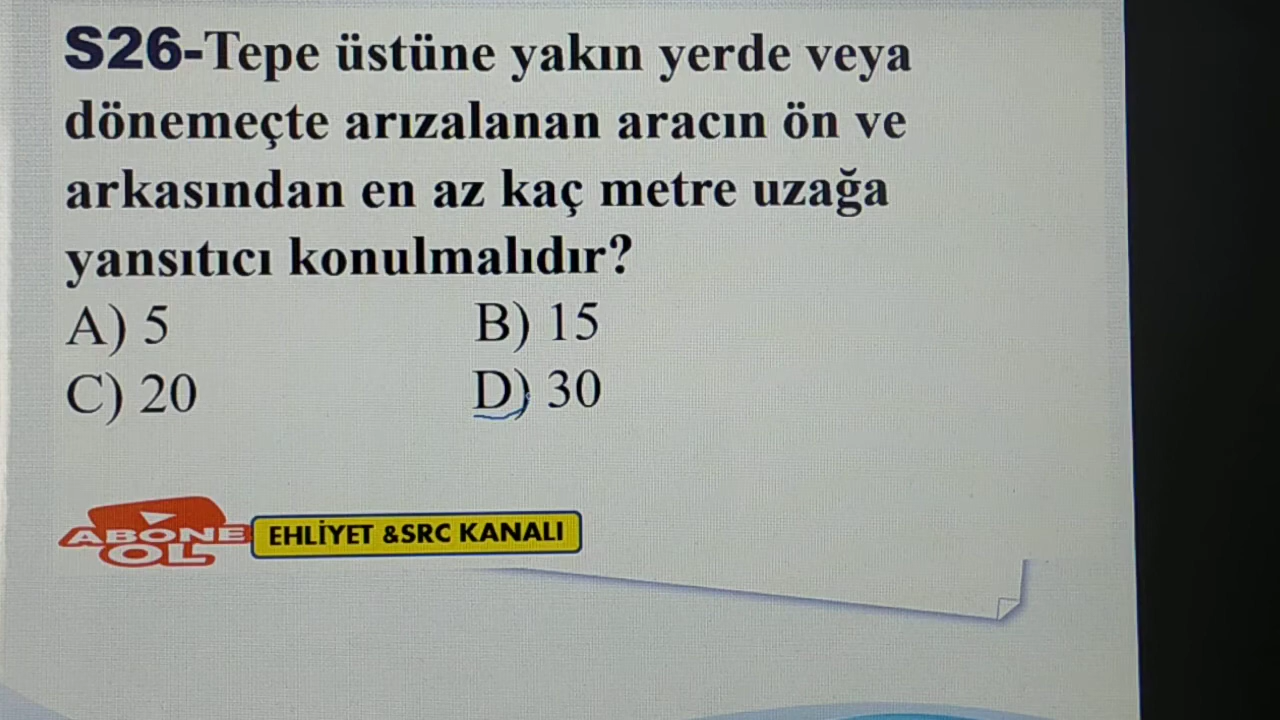 S26-Tepe üstüne yakın yerde veya
dönemeçte arızalanan aracın ön ve
arkasından en az kaç metre uzağa
yansıtıcı konulmalıdır?
A) 5 B) 15
C) 20 D) 30
ABONE
OL
EHLİYET &SRC KANALI